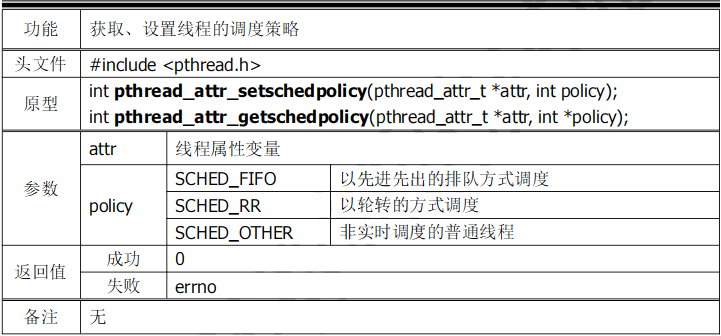 功能 获取、设置线程的调度策略
头文件 #include <pthread.h>
原型 int pthread_attr_setschedpolicy(pthread_attr_t *attr, int policy);
int pthread_attr_getschedpolicy(pthread_attr_t *attr, int *policy);
参数 attr 线程属性变量
policy SCHED_FIFO 以先进先出的排队方式调度
SCHED_RR 以轮转的方式调度
SCHED_OTHER 非实时调度的普通线程
返回值 成功 0
失败 errno
备注 无